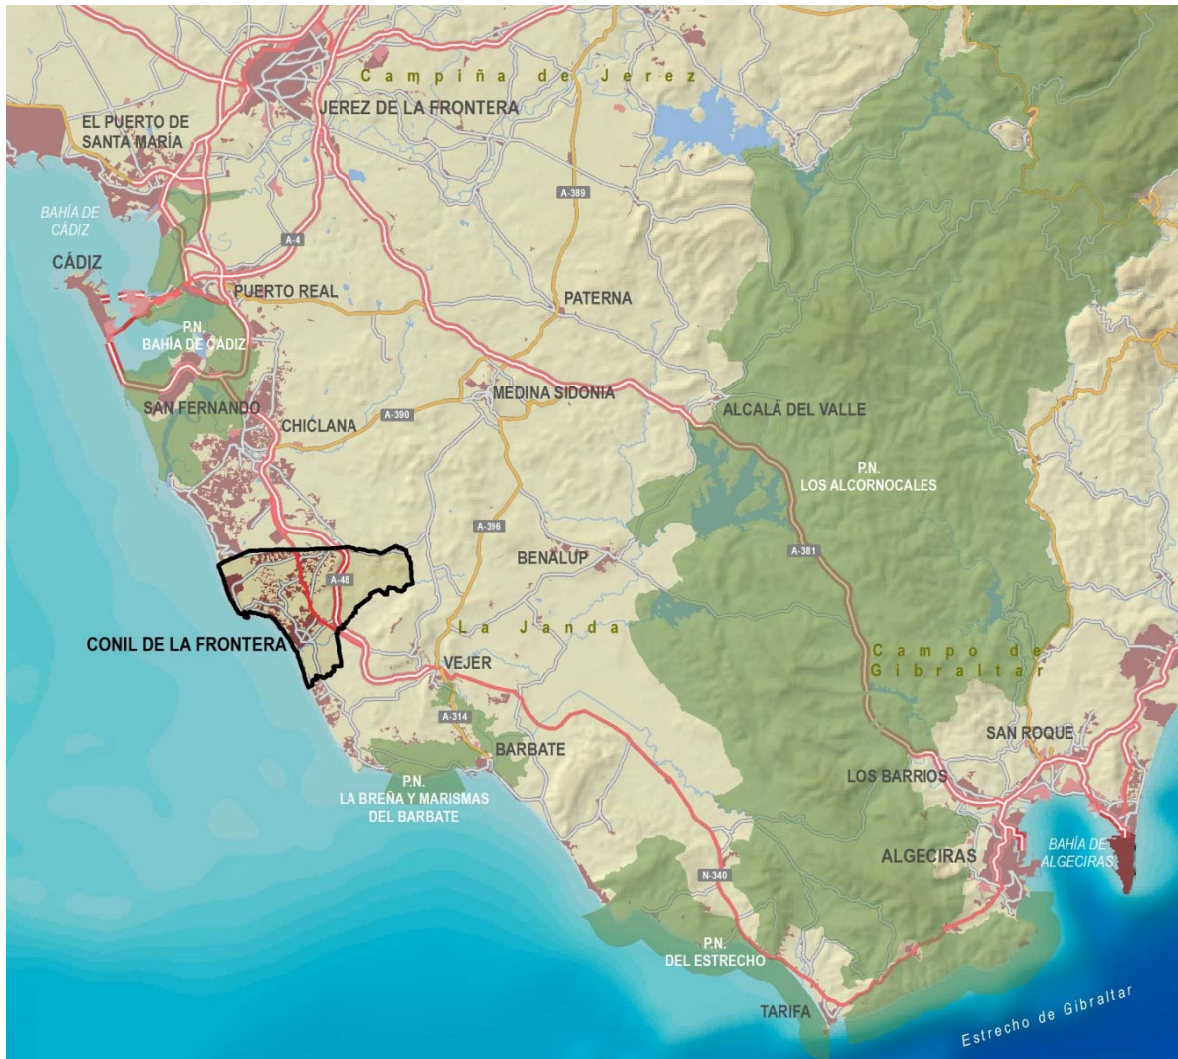 Campiña de Jerez
JEREZ DE LA FRONTERA
EL PUERTO DE
SANTA MARÍA
A-389
BAHÍA DE
CÁDIZ
A-4
CÁDIZ
PUERTO REAL
PATERNA
P.N.
BAHÍA DE CÁDIZ
MEDINA SIDONIA
SAN FERNANDO
A-390
ALCALÁ DEL VALLE
CHICLANA
P.N.
LOS ALCORNOCALES
A-396
BENALUP
A-381
A-48
La Janda
CONIL DE LA FRONTERA
Campo de
Gibraltar
VEJER
A-314
SAN ROQUE
BARBATE
LOS BARRIOS
P.N.
LA BREÑA Y MARISMAS
DEL BARBATE
ALGECIRAS
BAHÍA DE
ALGECIRAS
N-340
P.N.
DEL ESTRECHO
TARIFA
Estrecho de Gibraltar